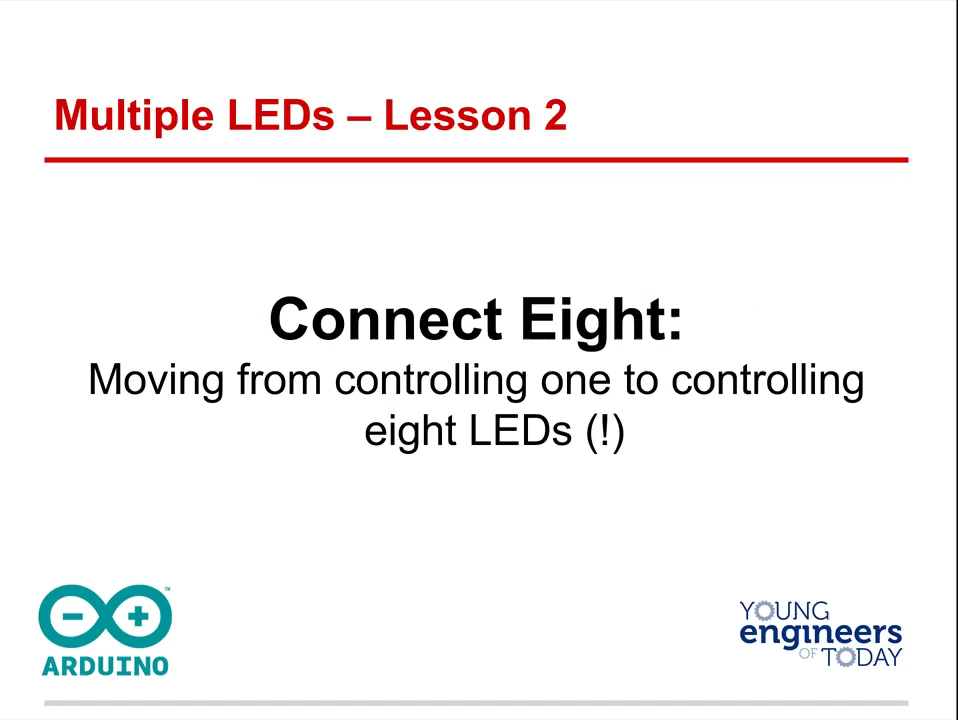 Multiple LEDs – Lesson 2
Connect Eight:
Moving from controlling one to controlling
eight LEDs (!)
ARDUINO
TM
YOUNG
engineers
OF TODAY